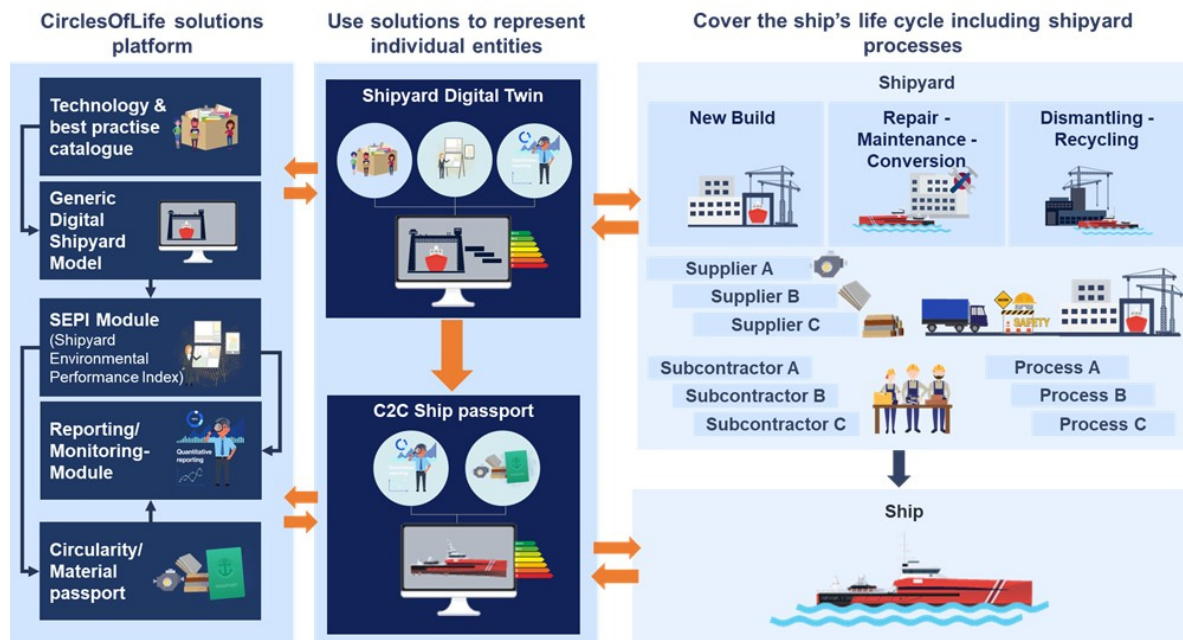 CirclesOfLife solutions
platform
Technology &
best practise
catalogue
Generic
Digital
Shipyard
Model
SEPI Module
(Shipyard
Environmental
Performance Index)
Reporting/
Monitoring-
Module
Quantitative
reporting
Circularity/
Material
passport
Use solutions to represent
individual entities
Shipyard Digital Twin
C2C Ship passport
Cover the ship's life cycle including shipyard
processes
Shipyard
New Build
Repair -
Maintenance -
Conversion
Dismantling -
Recycling
Supplier A
Supplier B
Supplier C
SAFETY
Subcontractor A
Subcontractor B
Subcontractor C
Process A
Process B
Process C
Ship